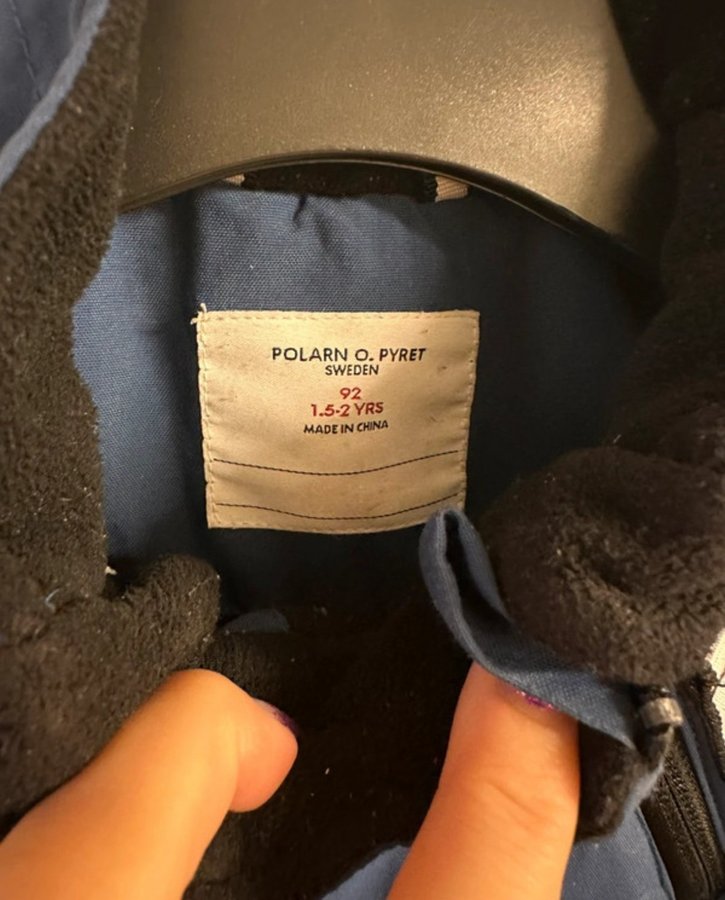 POLARN O. PYRET
SWEDEN
92
1.5-2 YRS
MADE IN CHINA